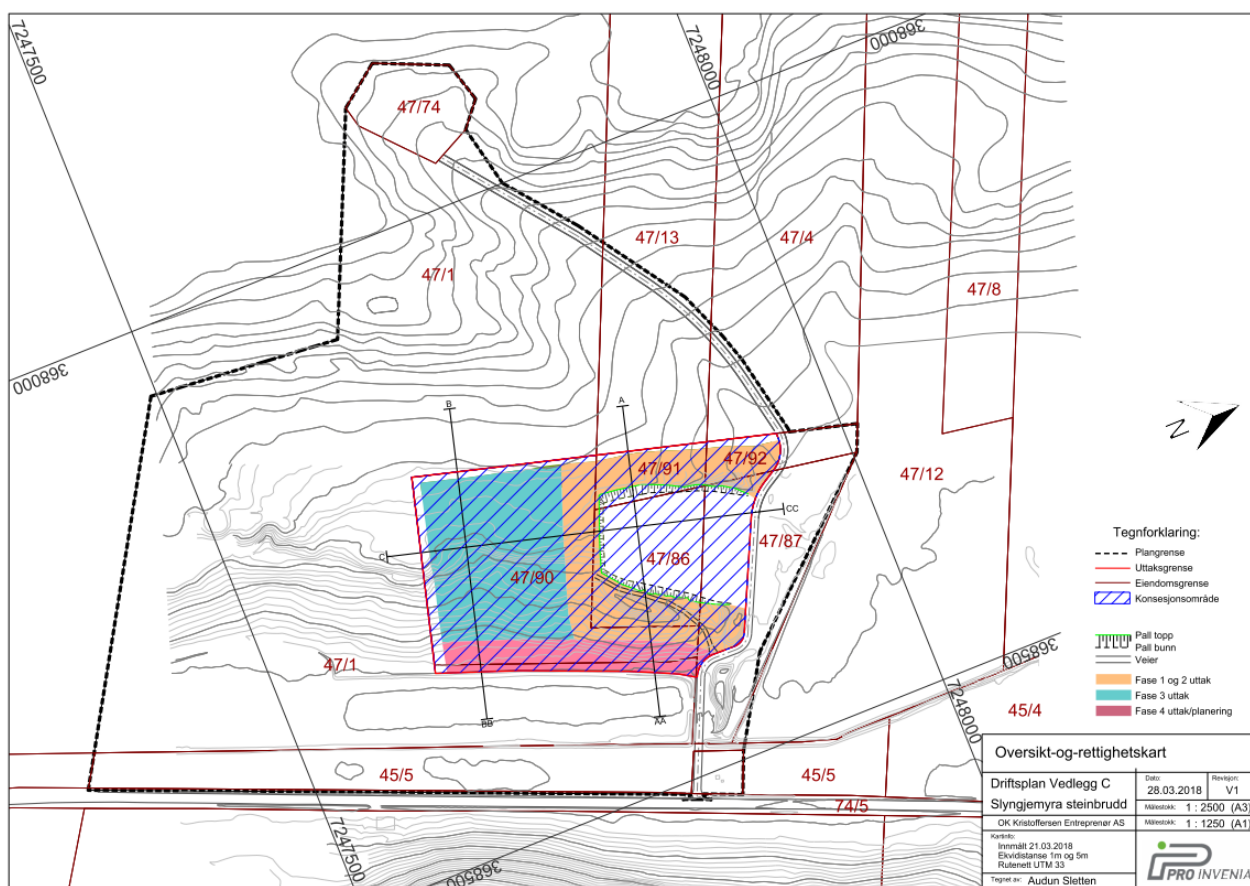 7247500
7248000
368000
47/74
47/13
47/4
47/1
47/8
368000
B
A
N
47/91
47/92
47/12
CC
47/86
47/87
C
47/90
47/1
BB
AA
368500
7248000
45/4
45/5
45/5
74/5
7247500
Tegnforklaring:
Plangrense
Uttaksgrense
Eiendomsgrense
Konsesjonsområde
Pall topp
Pall bunn
Veier
Fase 1 og 2 uttak
Fase 3 uttak
Fase 4 uttak/planering
Oversikt-og-rettighetskart
Driftsplan Vedlegg C
Slyngjemyra steinbrudd
OK Kristoffersen Entreprenør AS
Dato:
28.03.2018
Revisjon:
V1
Målestokk: 1 : 2500 (A3)
Målestokk: 1 : 1250 (A1)
Kartinfo:
Innmålt 21.03.2018
Ekvidistanse 1m og 5m
Rutenett UTM 33
Tegnet av: Audun Sletten
PRO INVENIA